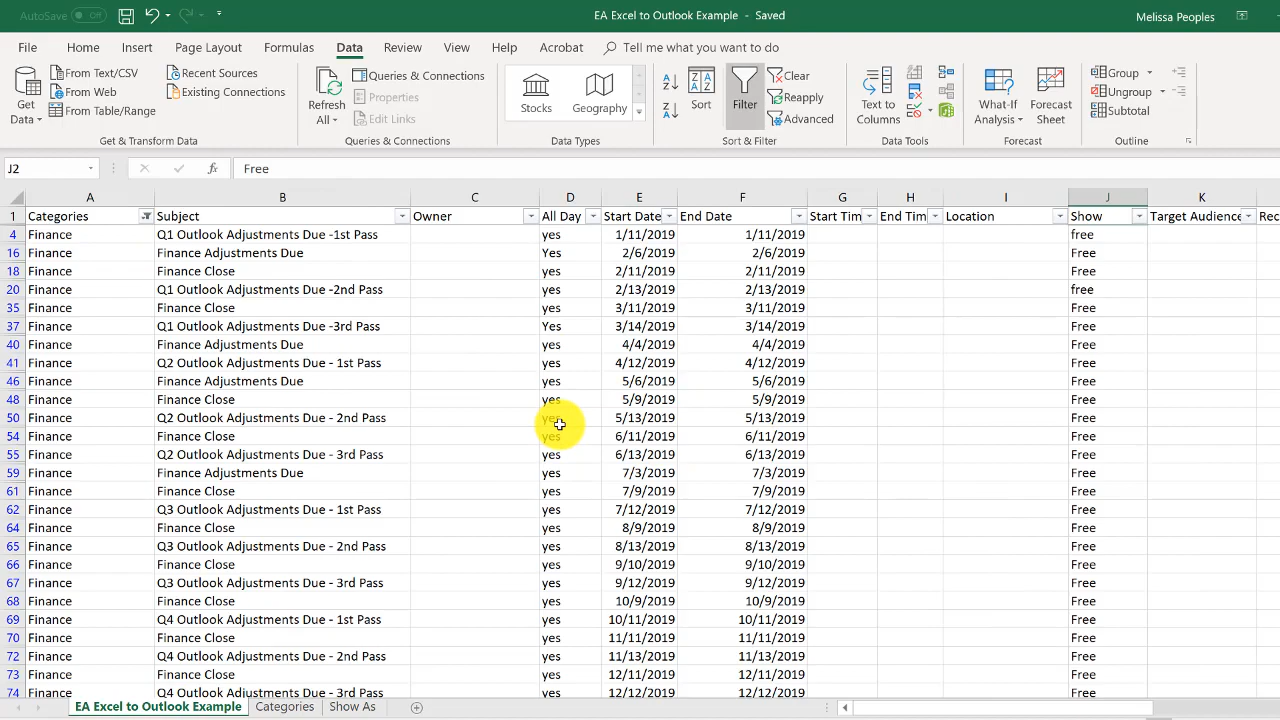 AutoSave Off EA Excel to Outlook Example - Saved Melissa Peoples
File Home Insert Page Layout Formulas Data Review View Help Acrobat Tell me what you want to do
Get Data
From Text/CSV
From Web
From Table/Range
Recent Sources
Existing Connections
Get & Transform Data
Refresh All
Queries & Connections
Properties
Edit Links
Queries & Connections
Stocks Geography
Data Types
Sort
Filter
Clear
Reapply
Advanced
Sort & Filter
Text to Columns
Data Tools
What-If Analysis
Forecast Sheet
Forecast
Group
Ungroup
Subtotal
Outline
J2 fx Free
A B C D E F G H I J K
1 Categories Subject Owner All Day Start Date End Date Start Tim End Tim Location Show Target Audience Rec
4 Finance Q1 Outlook Adjustments Due -1st Pass yes 1/11/2019 1/11/2019 free
16 Finance Finance Adjustments Due Yes 2/6/2019 2/6/2019 Free
18 Finance Finance Close yes 2/11/2019 2/11/2019 Free
20 Finance Q1 Outlook Adjustments Due -2nd Pass yes 2/13/2019 2/13/2019 free
35 Finance Finance Close yes 3/11/2019 3/11/2019 Free
37 Finance Q1 Outlook Adjustments Due -3rd Pass Yes 3/14/2019 3/14/2019 Free
40 Finance Finance Adjustments Due yes 4/4/2019 4/4/2019 Free
41 Finance Q2 Outlook Adjustments Due - 1st Pass yes 4/12/2019 4/12/2019 Free
46 Finance Finance Adjustments Due yes 5/6/2019 5/6/2019 Free
48 Finance Finance Close yes 5/9/2019 5/9/2019 Free
50 Finance Q2 Outlook Adjustments Due - 2nd Pass yes 5/13/2019 5/13/2019 Free
54 Finance Finance Close yes 6/11/2019 6/11/2019 Free
55 Finance Q2 Outlook Adjustments Due - 3rd Pass yes 6/13/2019 6/13/2019 Free
59 Finance Finance Adjustments Due yes 7/3/2019 7/3/2019 Free
61 Finance Finance Close yes 7/9/2019 7/9/2019 Free
62 Finance Q3 Outlook Adjustments Due - 1st Pass yes 7/12/2019 7/12/2019 Free
64 Finance Finance Close yes 8/9/2019 8/9/2019 Free
65 Finance Q3 Outlook Adjustments Due - 2nd Pass yes 8/13/2019 8/13/2019 Free
66 Finance Finance Close yes 9/10/2019 9/10/2019 Free
67 Finance Q3 Outlook Adjustments Due - 3rd Pass yes 9/12/2019 9/12/2019 Free
68 Finance Finance Close yes 10/9/2019 10/9/2019 Free
69 Finance Q4 Outlook Adjustments Due - 1st Pass yes 10/11/2019 10/11/2019 Free
70 Finance Finance Close yes 11/11/2019 11/11/2019 Free
72 Finance Q4 Outlook Adjustments Due - 2nd Pass yes 11/13/2019 11/13/2019 Free
73 Finance Finance Close yes 12/11/2019 12/11/2019 Free
74 Finance Q4 Outlook Adjustments Due - 3rd Pass yes 12/12/2019 12/12/2019 Free
EA Excel to Outlook Example Categories Show As